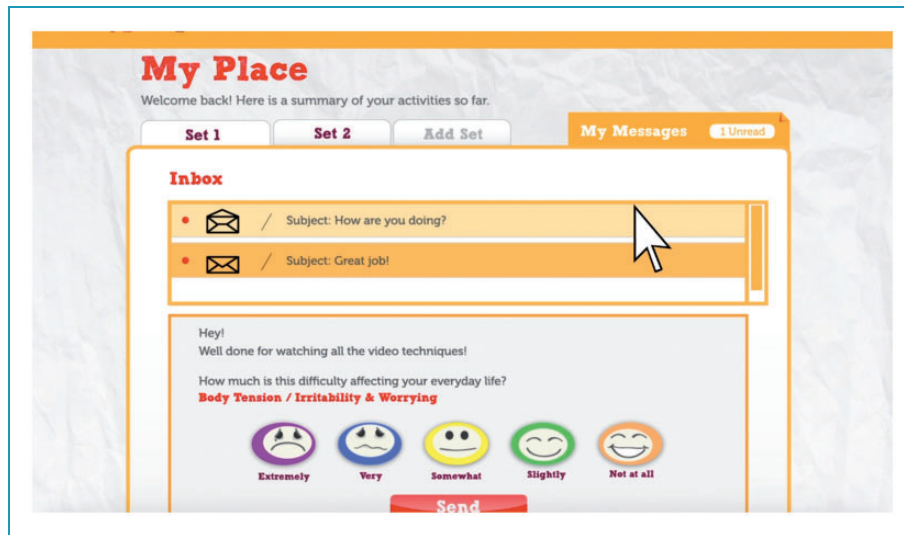 My Place
Welcome back! Here is a summary of your activities so far.
Set 1
Set 2
Add Set
My Messages
1 Unread
Inbox
/ Subject: How are you doing?
/ Subject: Great job!
Hey!
Well done for watching all the video techniques!
How much is this difficulty affecting your everyday life?
Body Tension / Irritability & Worrying
Extremely
Very
Somewhat
Slightly
Not at all
Send